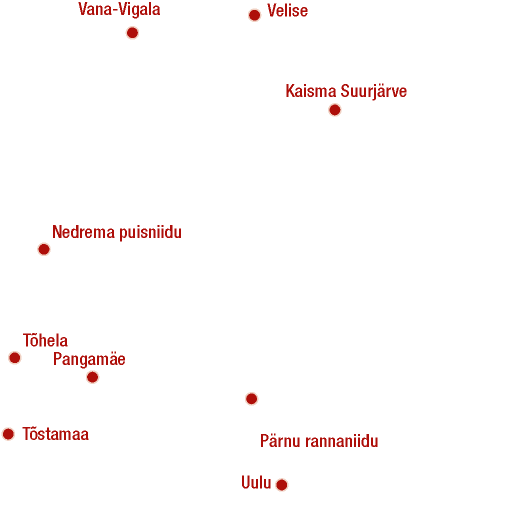 Vana-Vigala
Velise
Kaisma Suurjärve
Nedrema puisniidu
Tõhela
Pangamäe
Tõstamaa
Pärnu rannaniidu
Uulu